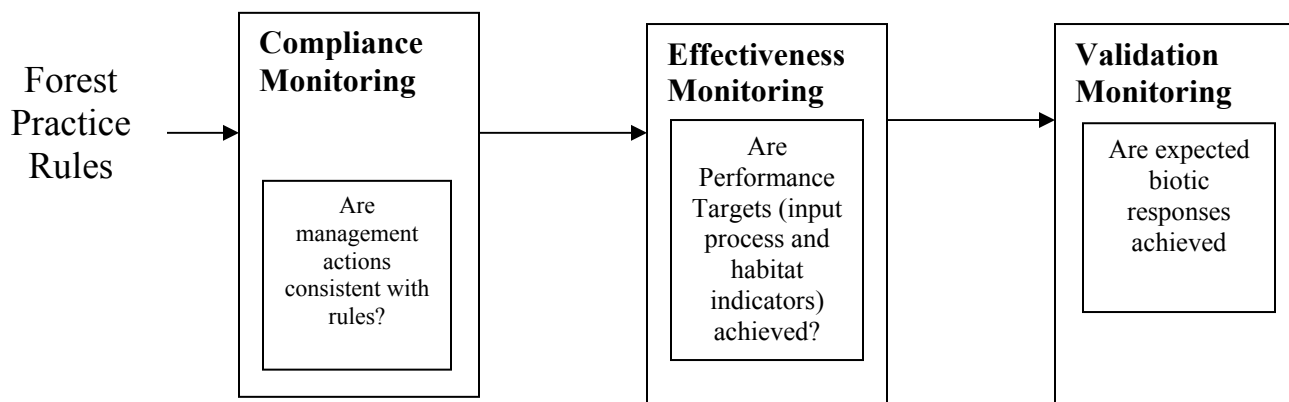 Forest
Practice
Rules
Compliance
Monitoring
Are
management
actions
consistent with
rules?
Effectiveness
Monitoring
Are
Performance
Targets (input
process and
habitat
indicators)
achieved?
Validation
Monitoring
Are expected
biotic
responses
achieved